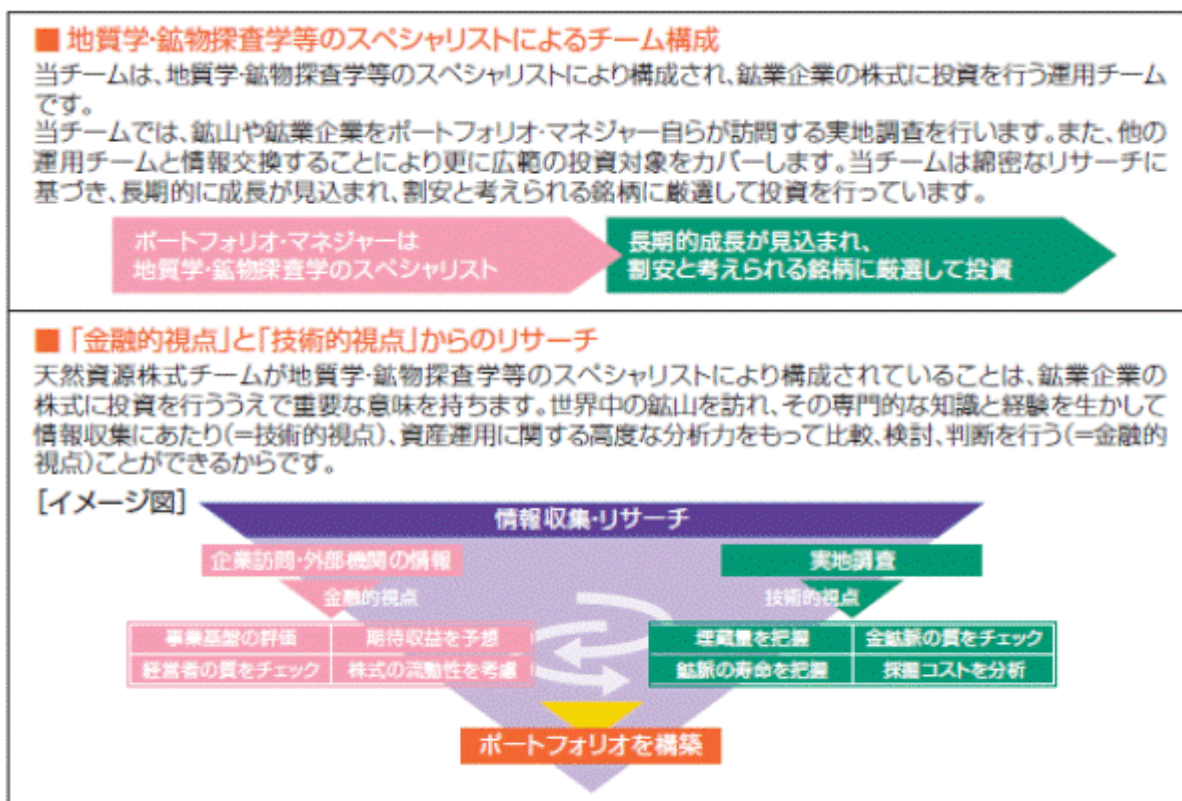 ■ 地質学・鉱物探査学等のスペシャリストによるチーム構成
当チームは、地質学・鉱物探査学等のスペシャリストにより構成され、鉱業企業の株式に投資を行う運用チーム
です。
当チームでは、鉱山や鉱業企業をポートフォリオ・マネジャー自らが訪問する実地調査を行います。また、他の
運用チームと情報交換することにより更に広範の投資対象をカバーします。当チームは綿密なリサーチに
基づき、長期的に成長が見込まれ、割安と考えられる銘柄に厳選して投資を行っています。
ポートフォリオ・マネジャーは
地質学・鉱物探査学のスペシャリスト
長期的成長が見込まれ、
割安と考えられる銘柄に厳選して投資
■ 「金融的視点」と「技術的視点」からのリサーチ
天然資源株式チームが地質学・鉱物探査学等のスペシャリストにより構成されていることは、鉱業企業の
株式に投資を行ううえで重要な意味を持ちます。世界中の鉱山を訪れ、その専門的な知識と経験を生かして
情報収集にあたり(=技術的視点)、資産運用に関する高度な分析力をもって比較、検討、判断を行う(=金融的
視点)ことができるからです。
[イメージ図]
情報収集・リサーチ
企業訪問・外部機関の情報
実地調査
金融的視点
技術的視点
事業基盤の評価
期待収益を予想
埋蔵量を把握
金鉱脈の質をチェック
経営者の質をチェック
株式の流動性を考慮
鉱脈の寿命を把握
採掘コストを分析
ポートフォリオを構築